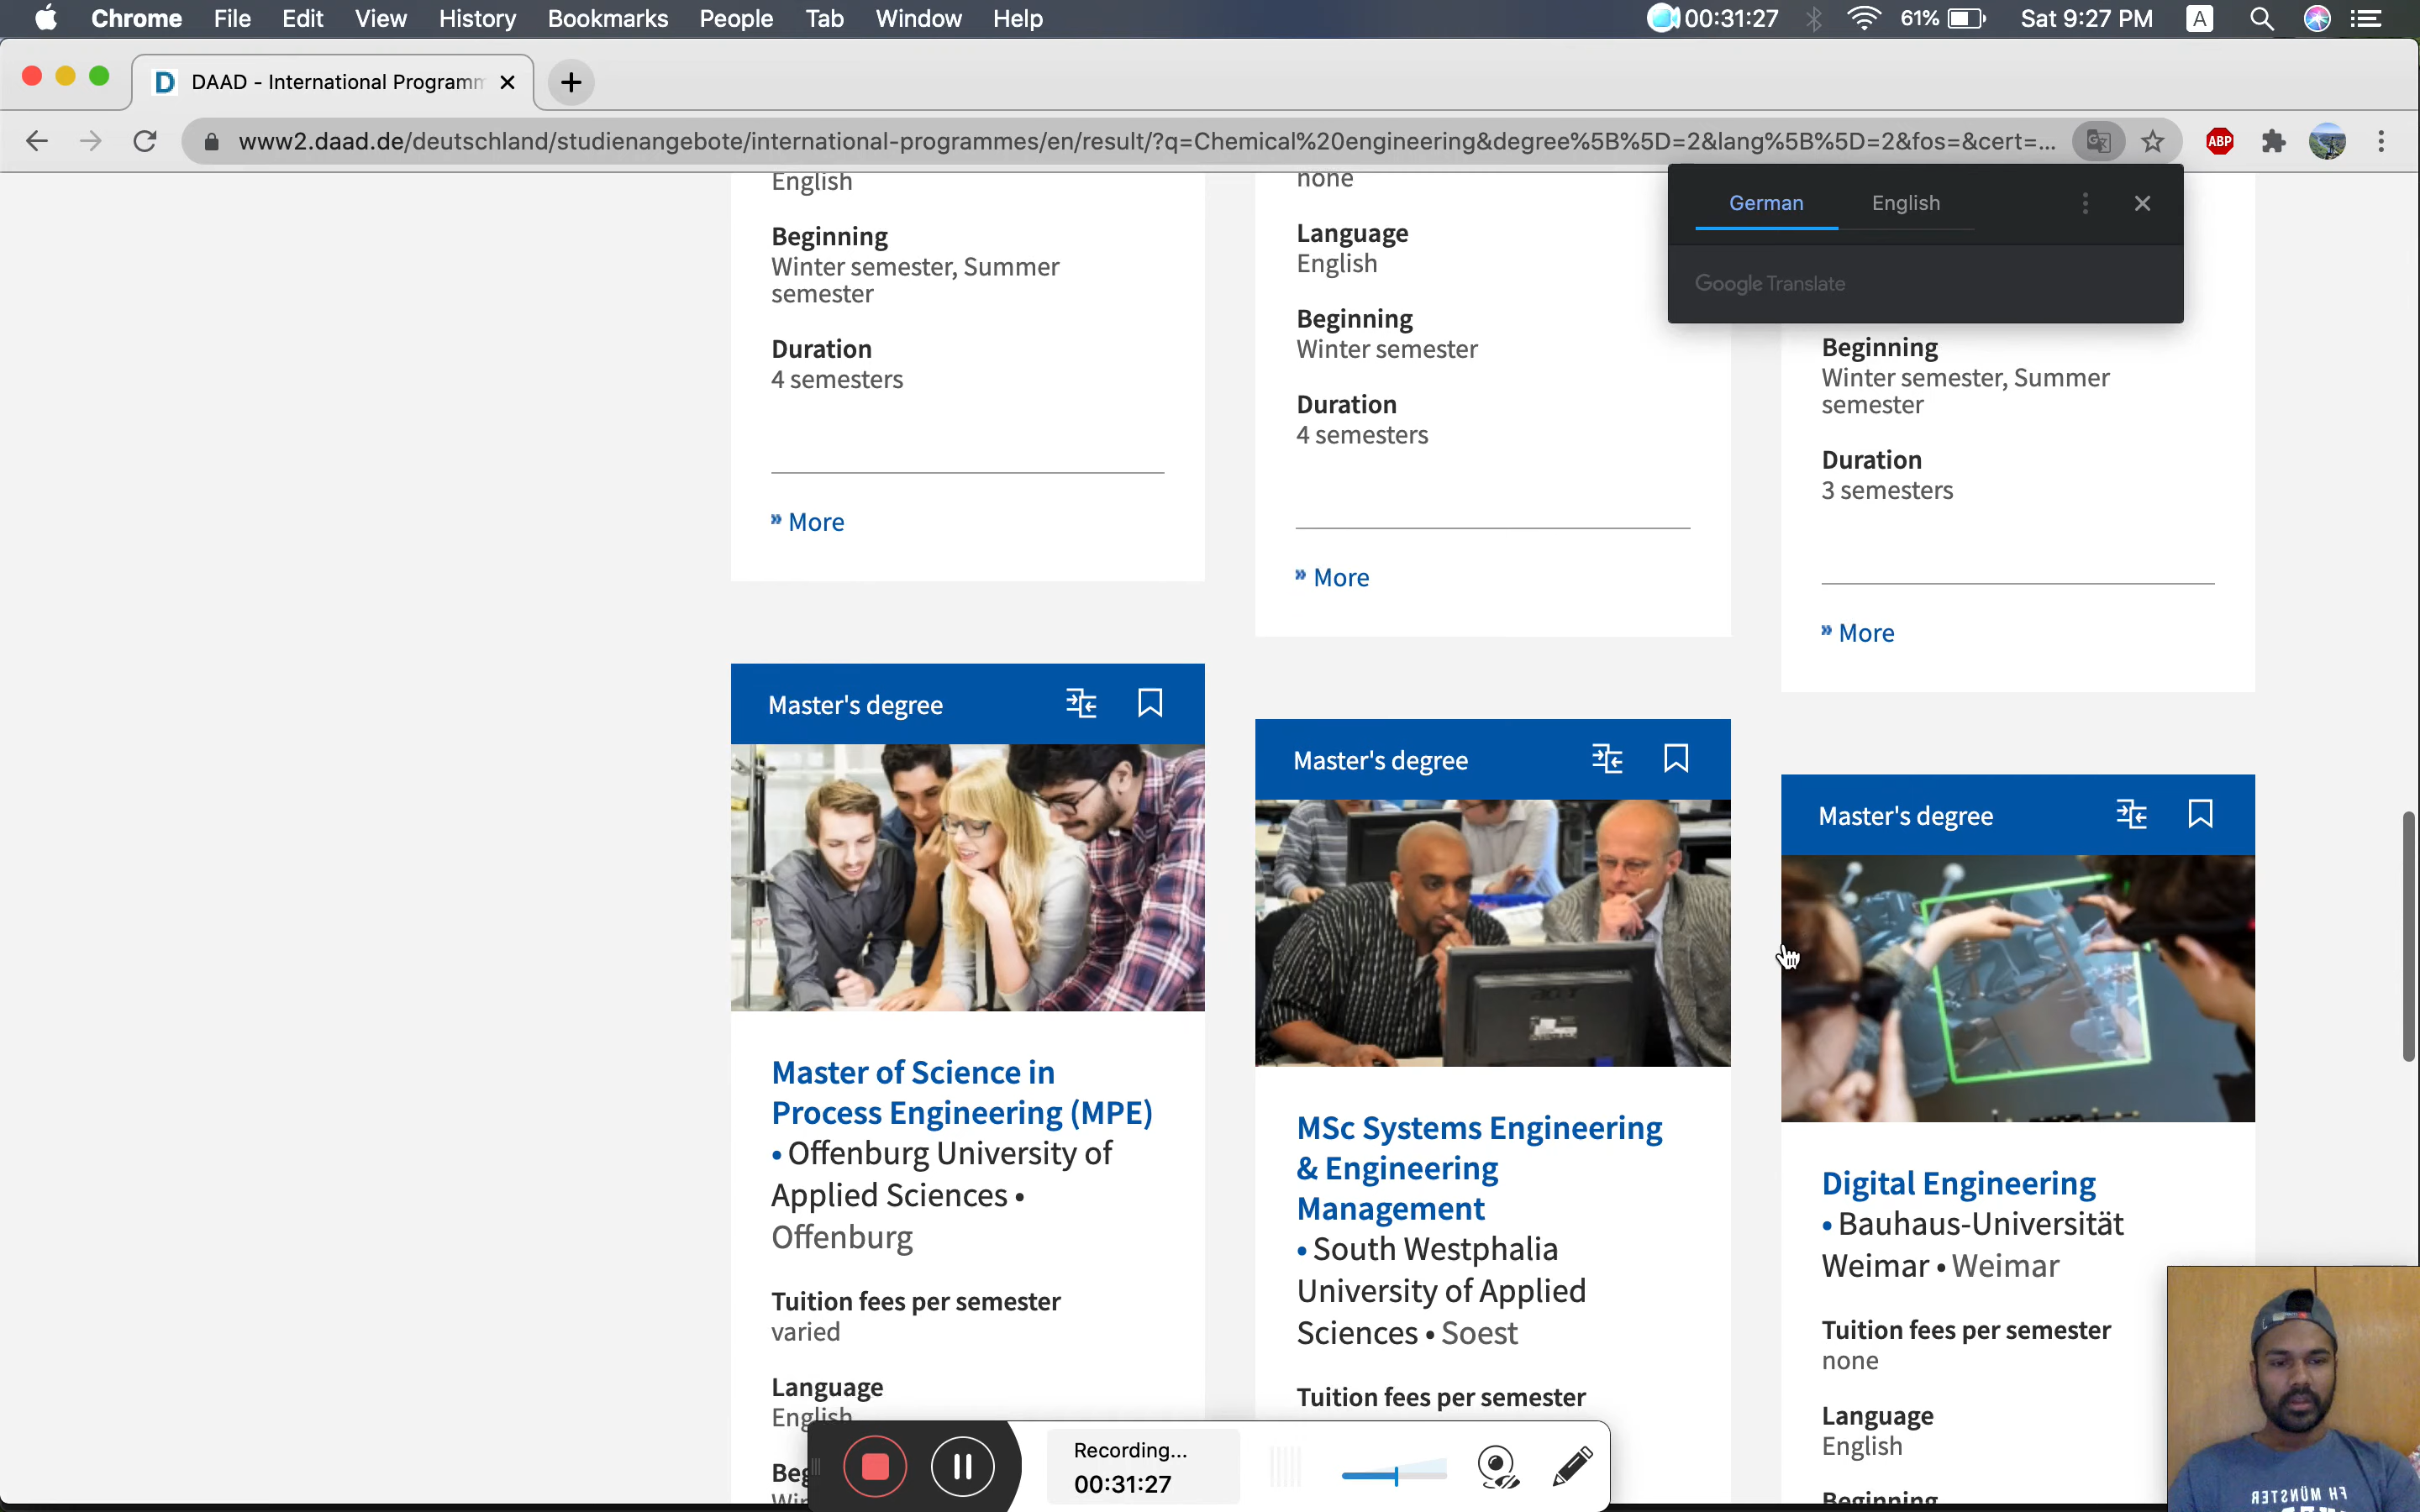 Chrome File Edit View History Bookmarks People Tab Window Help 00:31:27 61% Sat 9:27 PM A
DAAD - International Programm
www2.daad.de/deutschland/studienangebote/international-programmes/en/result/?q=Chemical%20engineering&degree%5B%5D=2&lang%5B%5D=2&fos=&cert=...
ABP
German English
Google Translate
English
Beginning
Winter semester, Summer
semester
Duration
4 semesters
» More
none
Language
English
Beginning
Winter semester
Duration
4 semesters
» More
Beginning
Winter semester, Summer
semester
Duration
3 semesters
» More
Master's degree
Master of Science in
Process Engineering (MPE)
• Offenburg University of
Applied Sciences •
Offenburg
Tuition fees per semester
varied
Language
English
Master's degree
MSc Systems Engineering
& Engineering
Management
• South Westphalia
University of Applied
Sciences • Soest
Tuition fees per semester
Master's degree
Digital Engineering
• Bauhaus-Universität
Weimar • Weimar
Tuition fees per semester
none
Language
English
Beginning
Recording...
00:31:27
FH MÜNSTER